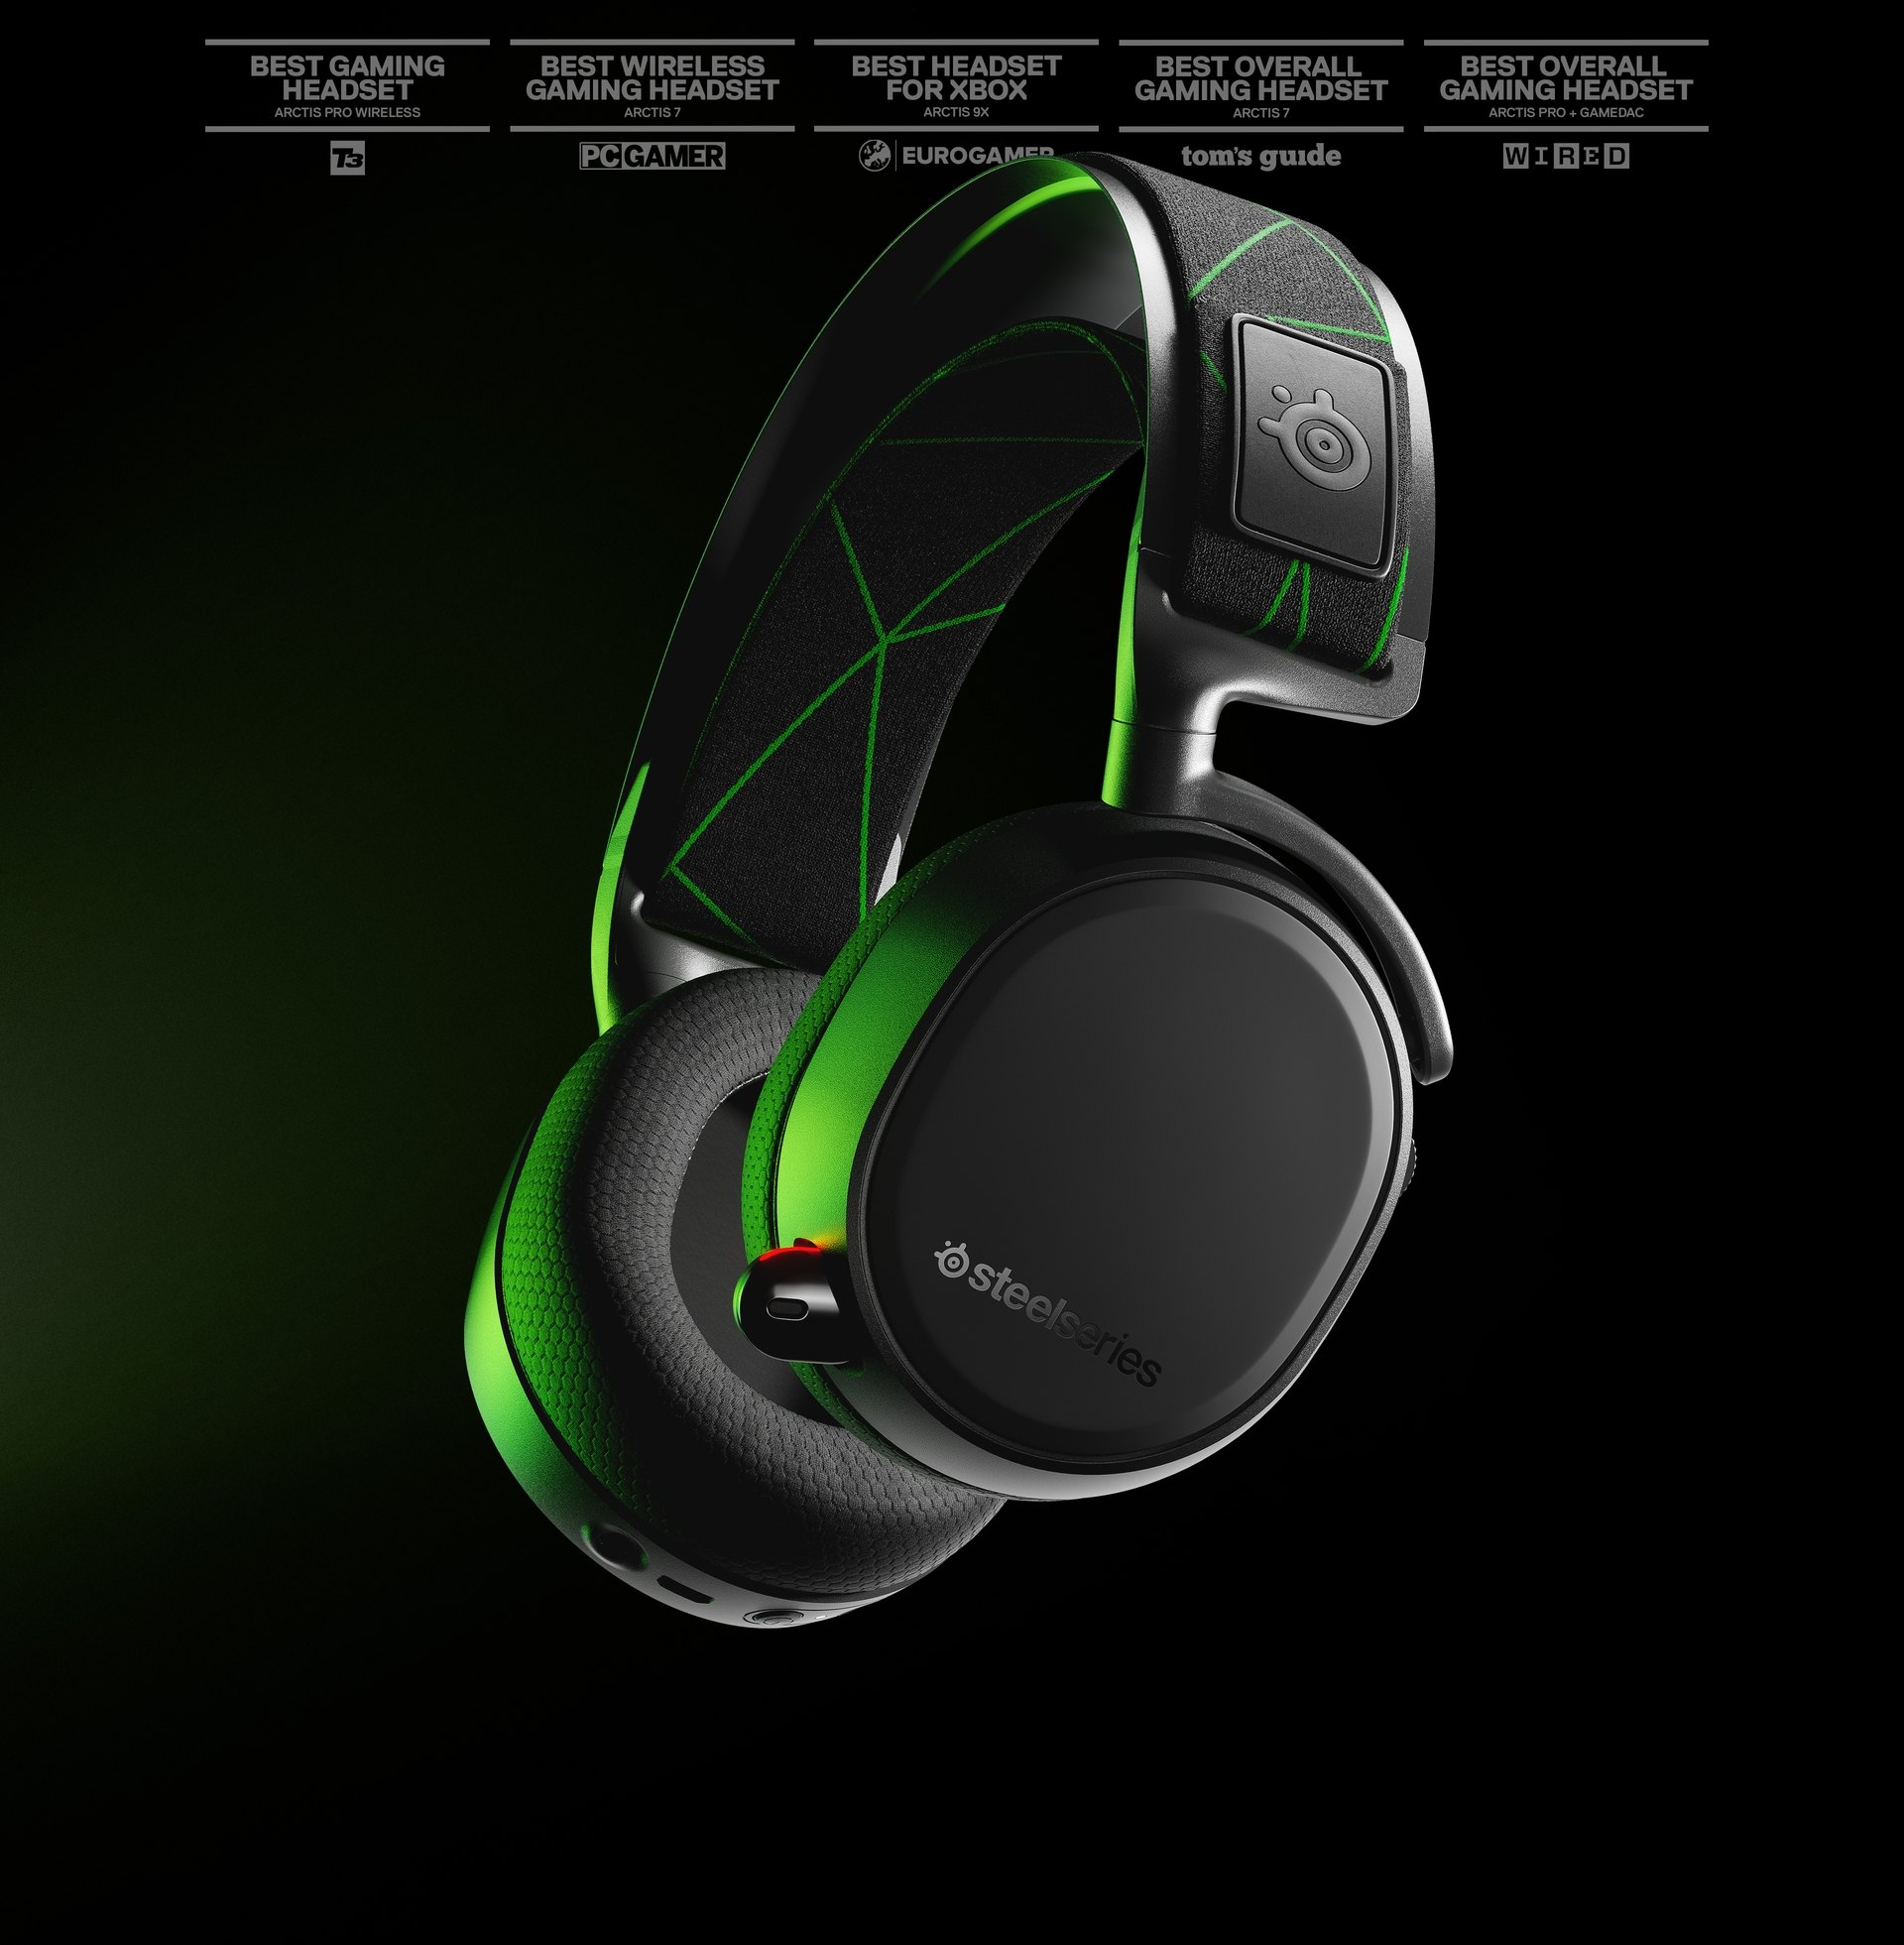 BEST GAMING
HEADSET
ARCTIS PRO WIRELESS
T3
BEST WIRELESS
GAMING HEADSET
ARCTIS 7
PC GAMER
BEST HEADSET
FOR XBOX
ARCTIS 9X
EUROGAMER
BEST OVERALL
GAMING HEADSET
ARCTIS 7
tom's guide
BEST OVERALL
GAMING HEADSET
ARCTIS PRO + GAMEDAC
WIRED
steelseries